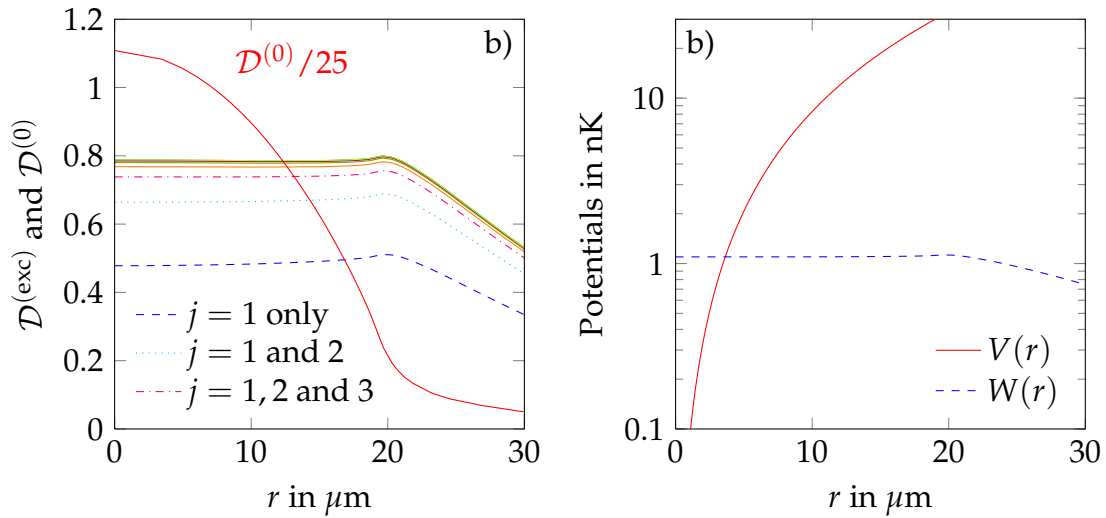 1.2
1
0.8
0.6
0.4
0.2
0
0
10
20
30
r in μm
𝒟^(exc) and 𝒟^(0)
b)
𝒟^(0)/25
j = 1 only
j = 1 and 2
j = 1, 2 and 3
10
1
0.1
0
10
20
30
r in μm
Potentials in nK
b)
V(r)
W(r)